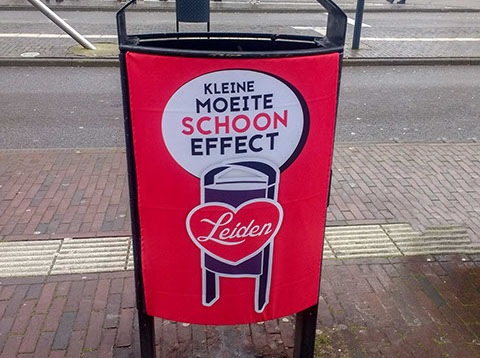 KLEINE
MOEITE
SCHOON
EFFECT
Leiden